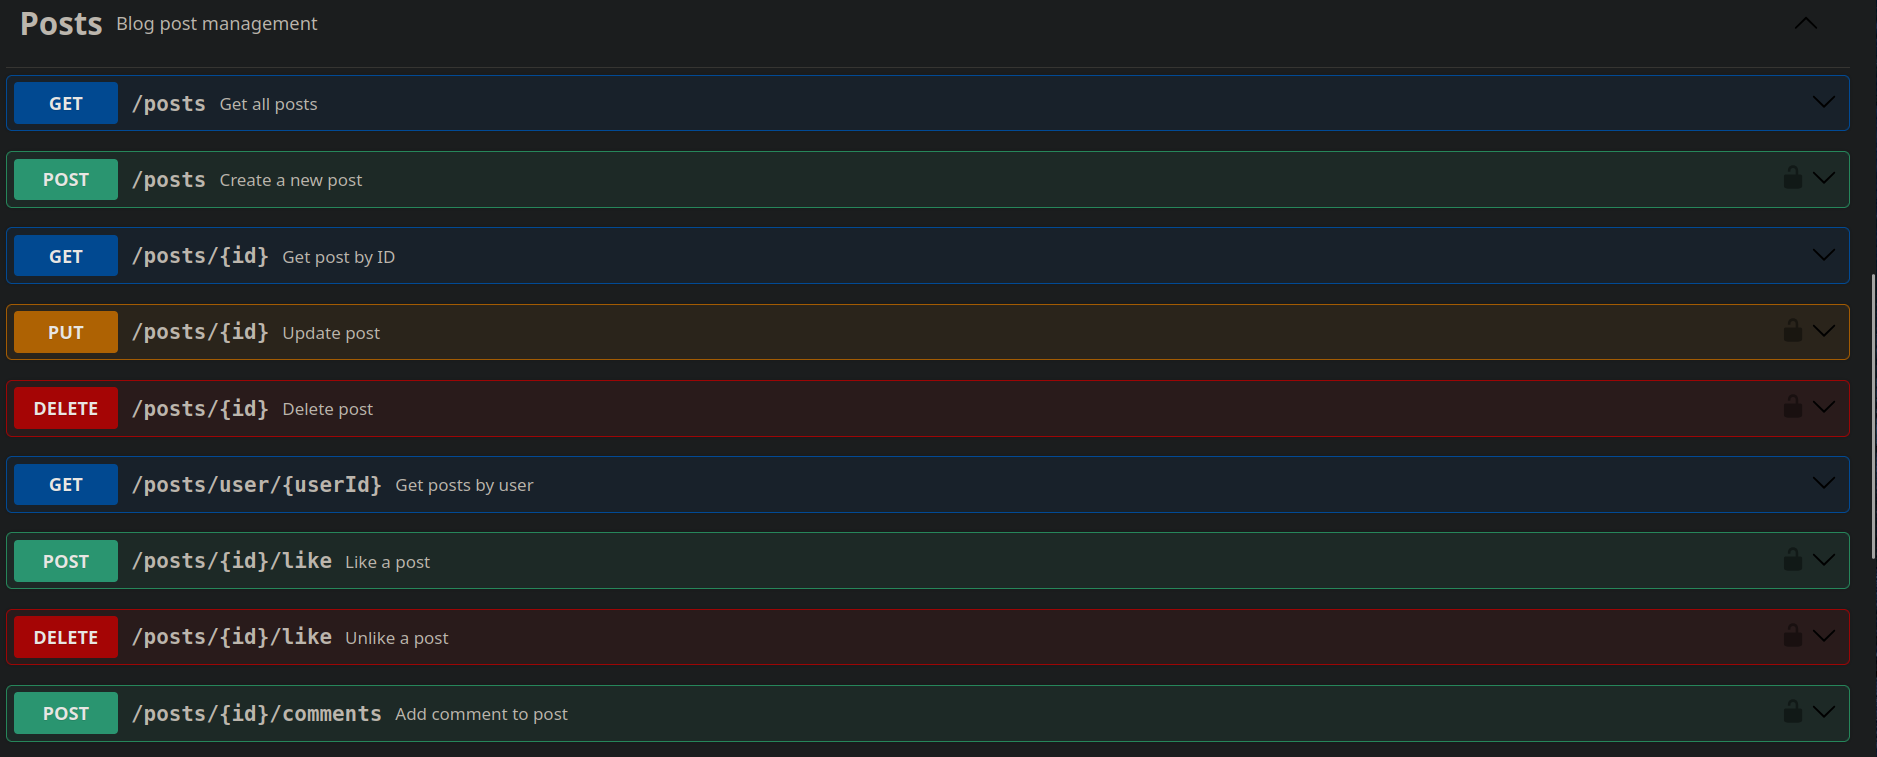 Posts Blog post management
GET /posts Get all posts
POST /posts Create a new post
GET /posts/{id} Get post by ID
PUT /posts/{id} Update post
DELETE /posts/{id} Delete post
GET /posts/user/{userId} Get posts by user
POST /posts/{id}/like Like a post
DELETE /posts/{id}/like Unlike a post
POST /posts/{id}/comments Add comment to post